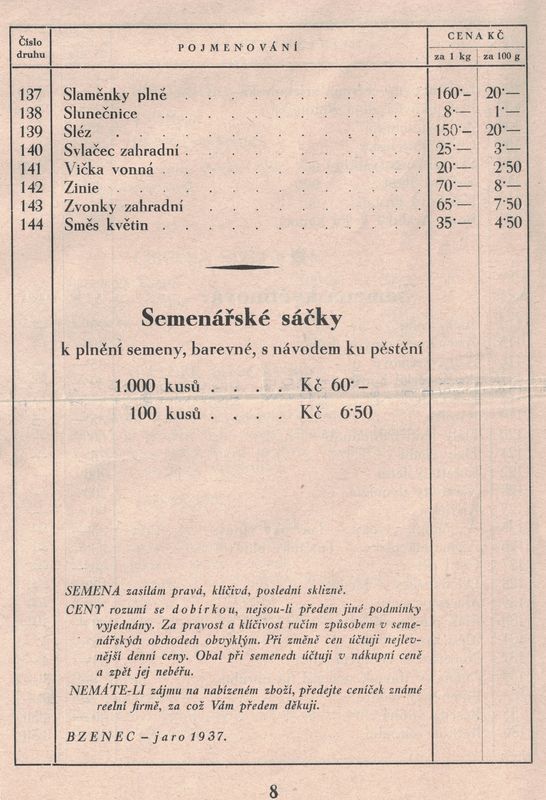 Číslo druhu POJMENOVÁNÍ CENA KČ
za 1 kg za 100 g
137 Slaměnky plné . . . . . . . . . 160·– 20·—
138 Slunečnice . . . . . . . . . . 8·— 1·—
139 Sléz . . . . . . . . . . . 150·– 20·—
140 Svlačec zahradní . . . . . . . . 25·— 3·—
141 Vička vonná . . . . . . . . . 20·— 2·50
142 Zinie . . . . . . . . . . . 70·— 8·—
143 Zvonky zahradní . . . . . . . . 65·— 7·50
144 Směs květin . . . . . . . . . 35·— 4·50
Semenářské sáčky
k plnění semeny, barevné, s návodem ku pěstění
1.000 kusů . . . . Kč 60·–
100 kusů . . . . Kč 6·50
SEMENA zasílám pravá, klíčivá, poslední sklizně.
CENY rozumí se dobírkou, nejsou-li předem jiné podmínky
vyjednány. Za pravost a klíčivost ručím způsobem v seme-
nářských obchodech obvyklým. Při změně cen účtuji nejlev-
nější denní ceny. Obal při semenech účtuji v nákupní ceně
a zpět jej neběřu.
NEMÁTE-LI zájmu na nabízeném zboží, předejte ceníček známé
reelní firmě, za což Vám předem děkuji.
BZENEC – jaro 1937.
8